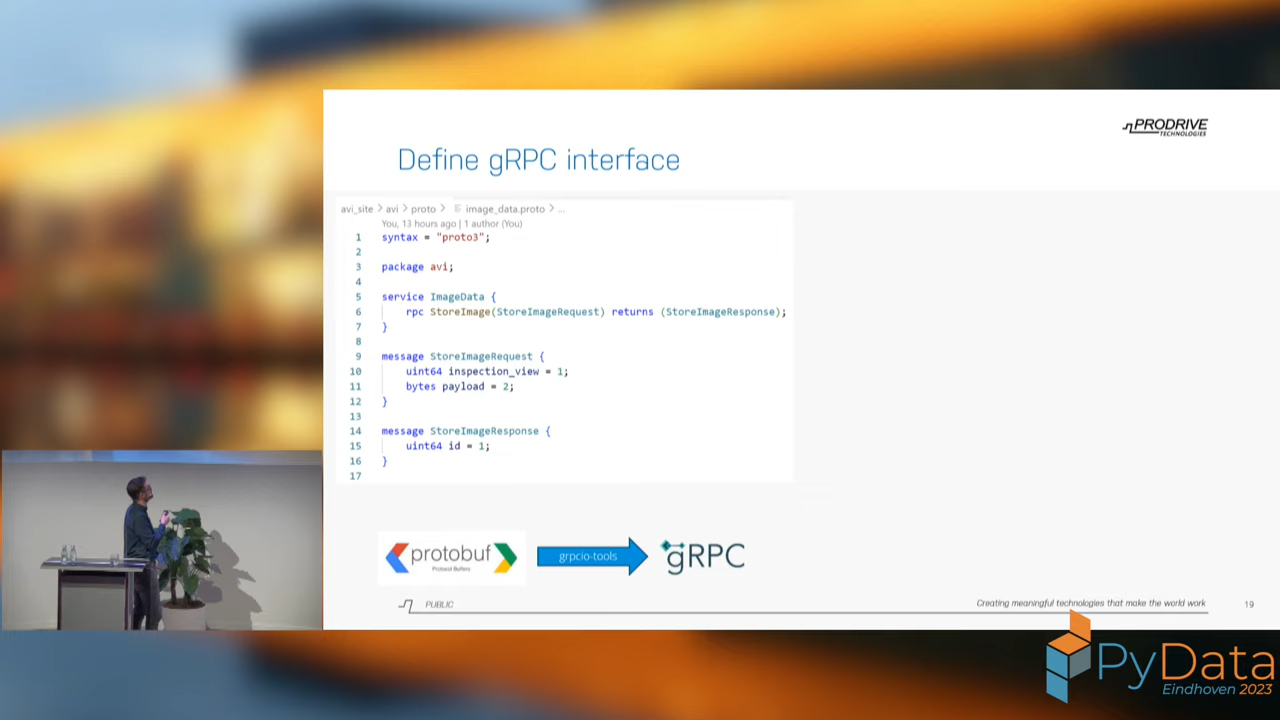 PRODRIVE
TECHNOLOGIES
Define gRPC interface
avi_site > avi > proto > image_data.proto > ...
You, 13 hours ago | 1 author (You)
1 syntax = "proto3";
2
3 package avi;
4
5 service ImageData {
6 rpc StoreImage(StoreImageRequest) returns (StoreImageResponse);
7 }
8
9 message StoreImageRequest {
10 uint64 inspection_view = 1;
11 bytes payload = 2;
12 }
13
14 message StoreImageResponse {
15 uint64 id = 1;
16 }
17
protobuf
Protocol Buffers
grpcio-tools
gRPC
PUBLIC
Creating meaningful technologies that make the world work
19
PyData
Eindhoven 2023